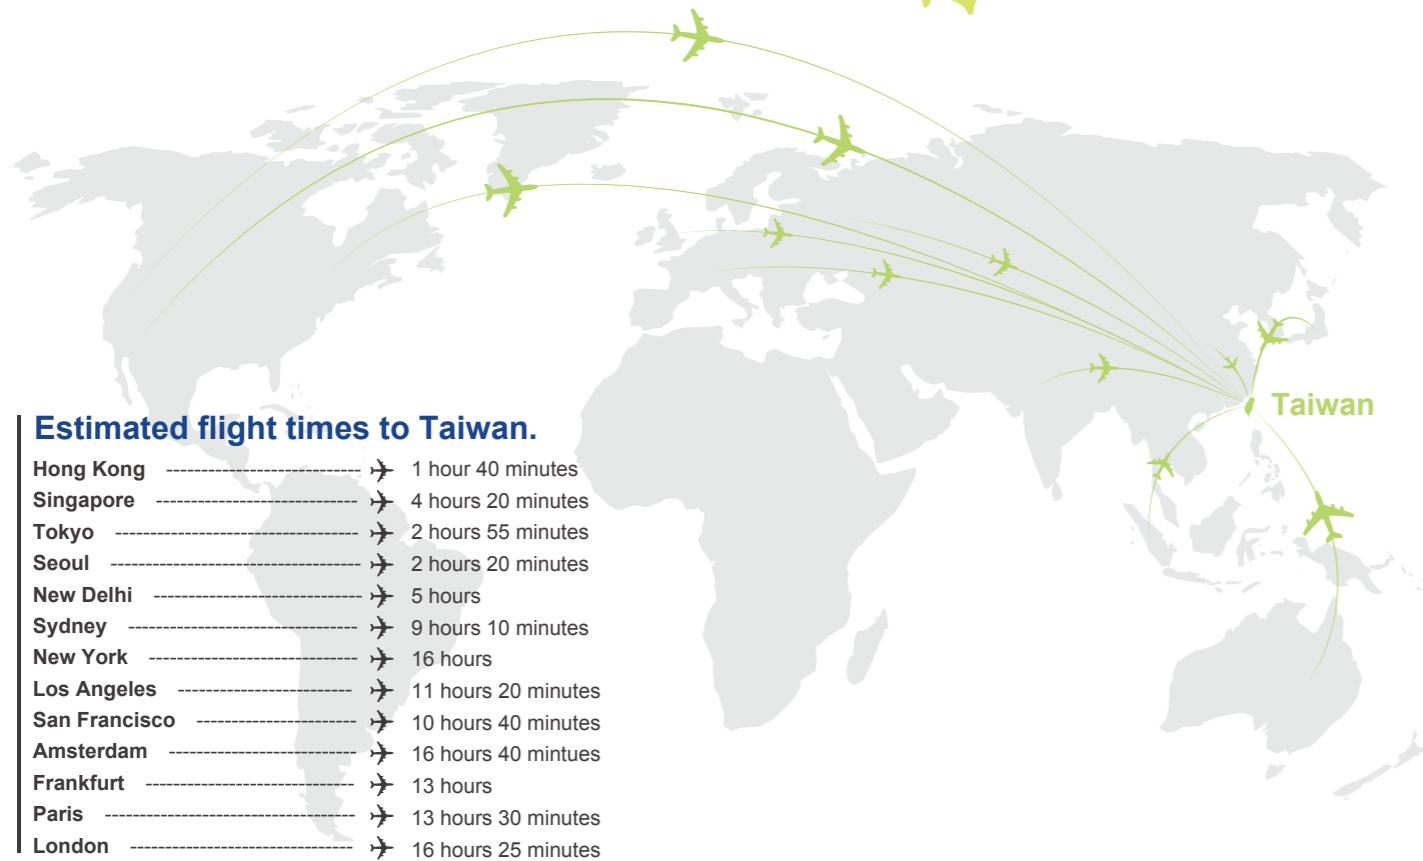 Taiwan
Estimated flight times to Taiwan.
Hong Kong 1 hour 40 minutes
Singapore 4 hours 20 minutes
Tokyo 2 hours 55 minutes
Seoul 2 hours 20 minutes
New Delhi 5 hours
Sydney 9 hours 10 minutes
New York 16 hours
Los Angeles 11 hours 20 minutes
San Francisco 10 hours 40 minutes
Amsterdam 16 hours 40 mintues
Frankfurt 13 hours
Paris 13 hours 30 minutes
London 16 hours 25 minutes